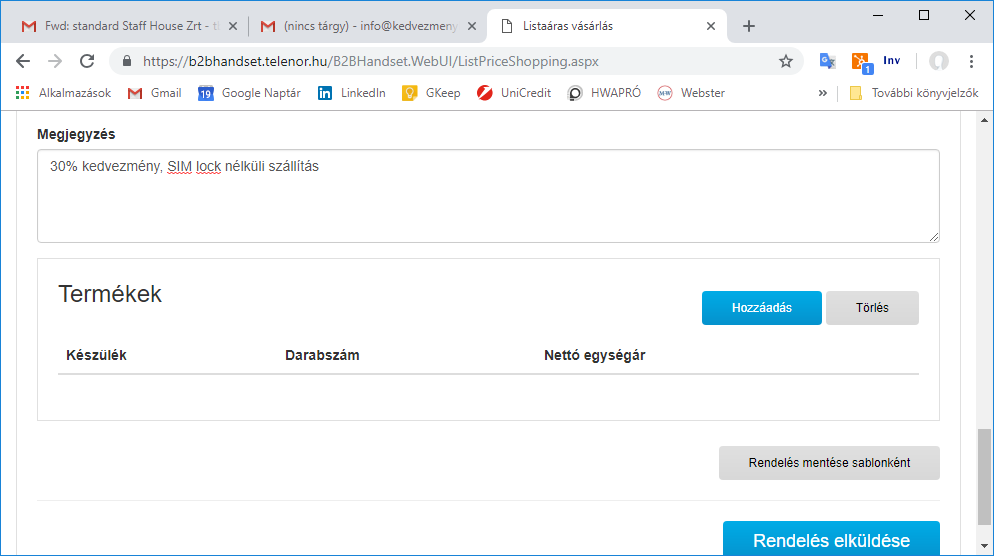 Fwd: standard Staff House Zrt - t
(nincs tárgy) - info@kedvezmeny
Listaáras vásárlás
https://b2bhandset.telenor.hu/B2BHandset.WebUI/ListPriceShopping.aspx
1
Inv
Alkalmazások
Gmail
19
Google Naptár
LinkedIn
GKeep
UniCredit
HWAPRÓ
M-W
Webster
»
További könyvjelzők
Megjegyzés
30% kedvezmény, SIM lock nélküli szállítás
Termékek
Hozzáadás
Törlés
Készülék
Darabszám
Nettó egységár
Rendelés mentése sablonként
Rendelés elküldése